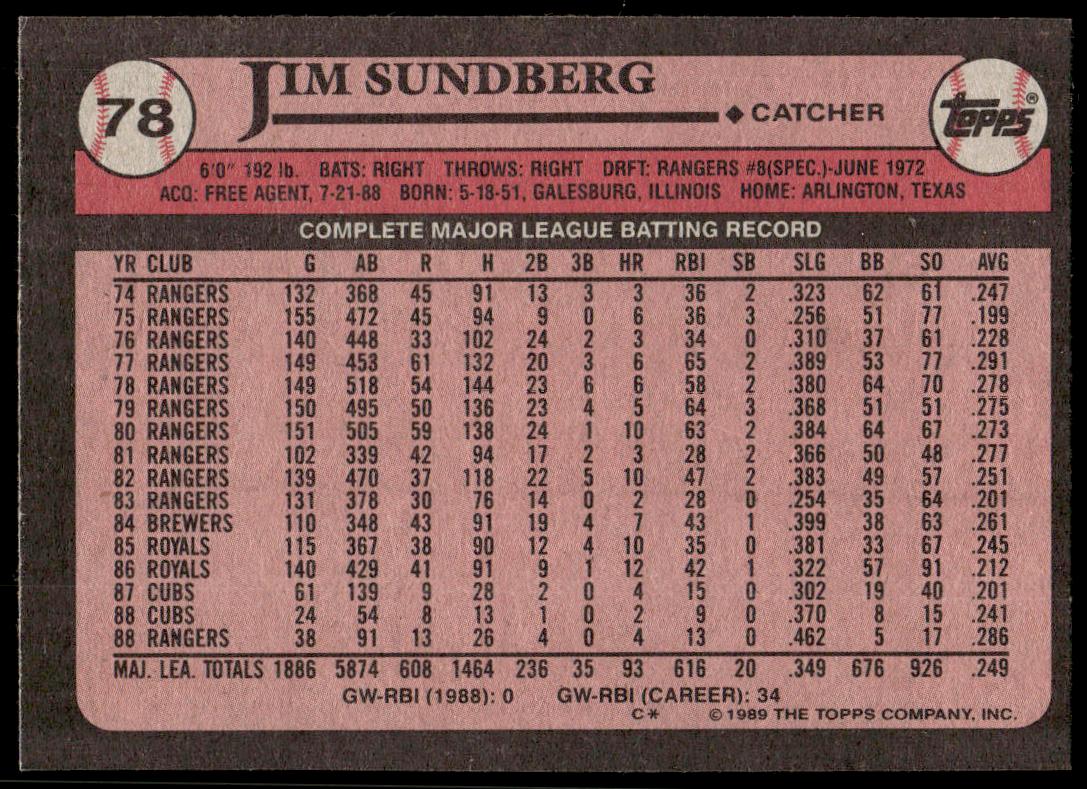 78
JIM SUNDBERG
◆ CATCHER
topps®
6'0" 192 lb. BATS: RIGHT THROWS: RIGHT DRFT: RANGERS #8(SPEC.)-JUNE 1972
ACQ: FREE AGENT, 7-21-88 BORN: 5-18-51, GALESBURG, ILLINOIS HOME: ARLINGTON, TEXAS
COMPLETE MAJOR LEAGUE BATTING RECORD
YR CLUB G AB R H 2B 3B HR RBI SB SLG BB SO AVG
74 RANGERS 132 368 45 91 13 3 3 36 2 .323 62 61 .247
75 RANGERS 155 472 45 94 9 0 6 36 3 .256 51 77 .199
76 RANGERS 140 448 33 102 24 2 3 34 0 .310 37 61 .228
77 RANGERS 149 453 61 132 20 3 6 65 2 .389 53 77 .291
78 RANGERS 149 518 54 144 23 6 6 58 2 .380 64 70 .278
79 RANGERS 150 495 50 136 23 4 5 64 3 .368 51 51 .275
80 RANGERS 151 505 59 138 24 1 10 63 2 .384 64 67 .273
81 RANGERS 102 339 42 94 17 2 3 28 2 .366 50 48 .277
82 RANGERS 139 470 37 118 22 5 10 47 2 .383 49 57 .251
83 RANGERS 131 378 30 76 14 0 2 28 0 .254 35 64 .201
84 BREWERS 110 348 43 91 19 4 7 43 1 .399 38 63 .261
85 ROYALS 115 367 38 90 12 4 10 35 0 .381 33 67 .245
86 ROYALS 140 429 41 91 9 1 12 42 1 .322 57 91 .212
87 CUBS 61 139 9 28 2 0 4 15 0 .302 19 40 .201
88 CUBS 24 54 8 13 1 0 2 9 0 .370 8 15 .241
88 RANGERS 38 91 13 26 4 0 4 13 0 .462 5 17 .286
MAJ. LEA. TOTALS 1886 5874 608 1464 236 35 93 616 20 .349 676 926 .249
GW-RBI (1988): 0 GW-RBI (CAREER): 34
C* ©1989 THE TOPPS COMPANY, INC.